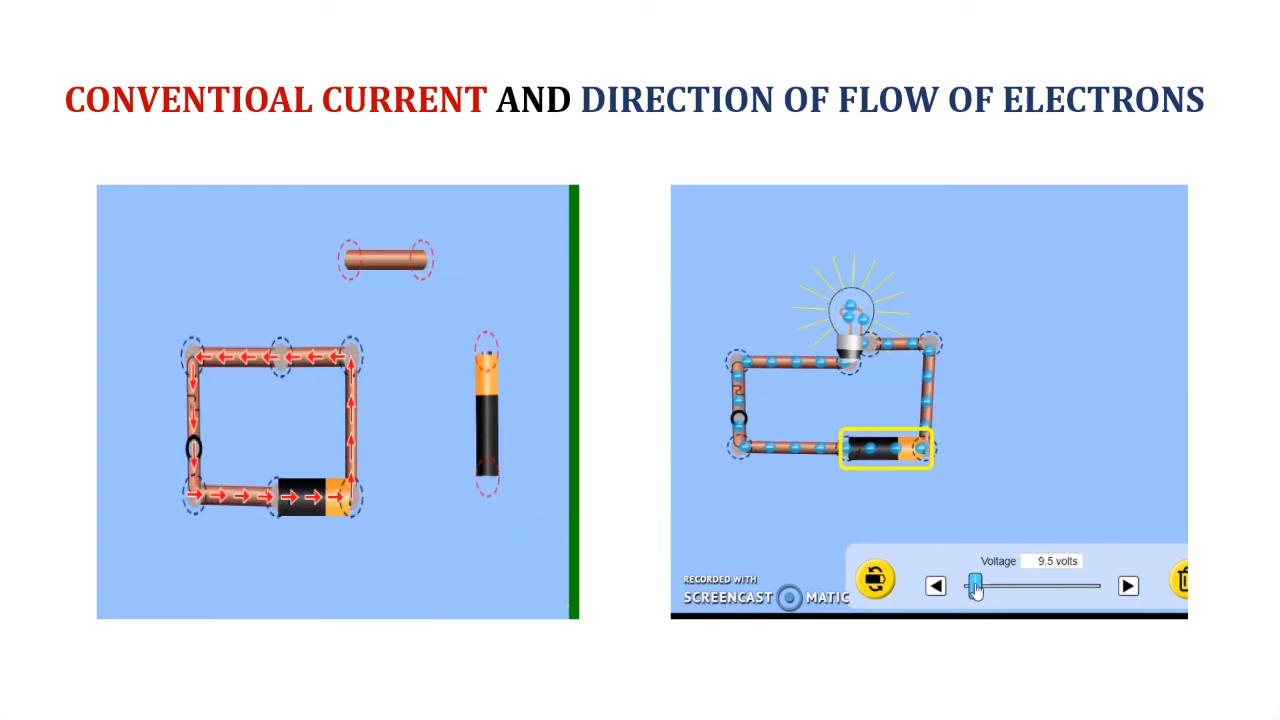 CONVENTIOAL CURRENT AND DIRECTION OF FLOW OF ELECTRONS
Voltage 9.5 volts
RECORDED WITH
SCREENCAST MATIC